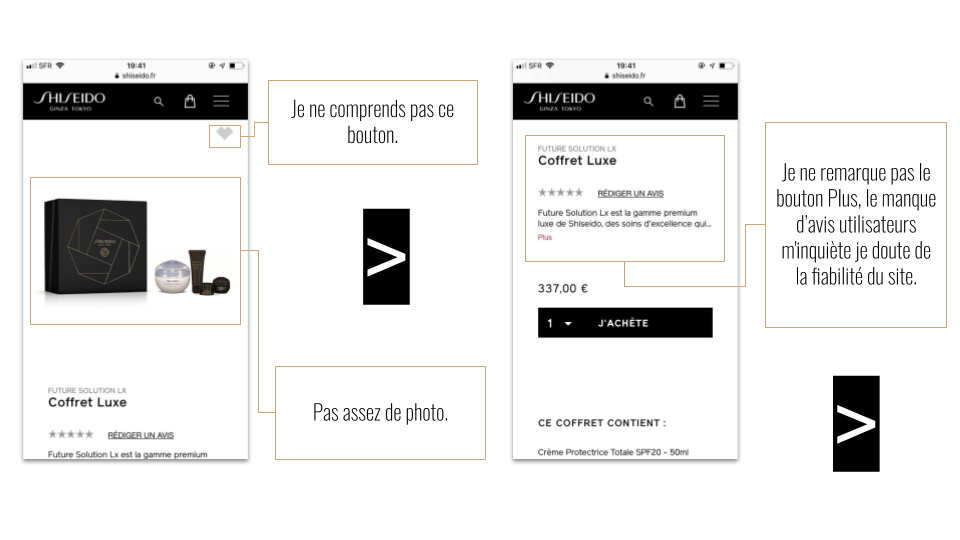 SFR 19:41
shiseido.fr
SHISEIDO
GINZA TOKYO
FUTURE SOLUTION LX
Coffret Luxe
RÉDIGER UN AVIS
Future Solution Lx est la gamme premium
Je ne comprends pas ce
bouton.
>
Pas assez de photo.
SFR 19:41
shiseido.fr
SHISEIDO
GINZA TOKYO
FUTURE SOLUTION LX
Coffret Luxe
RÉDIGER UN AVIS
Future Solution Lx est la gamme premium
luxe de Shiseido, des soins d'excellence qui...
Plus
337,00 €
1 J'ACHÈTE
CE COFFRET CONTIENT :
Crème Protectrice Totale SPF20 - 50ml
Je ne remarque pas le
bouton Plus, le manque
d'avis utilisateurs
m'inquiète je doute de
la fiabilité du site.
>